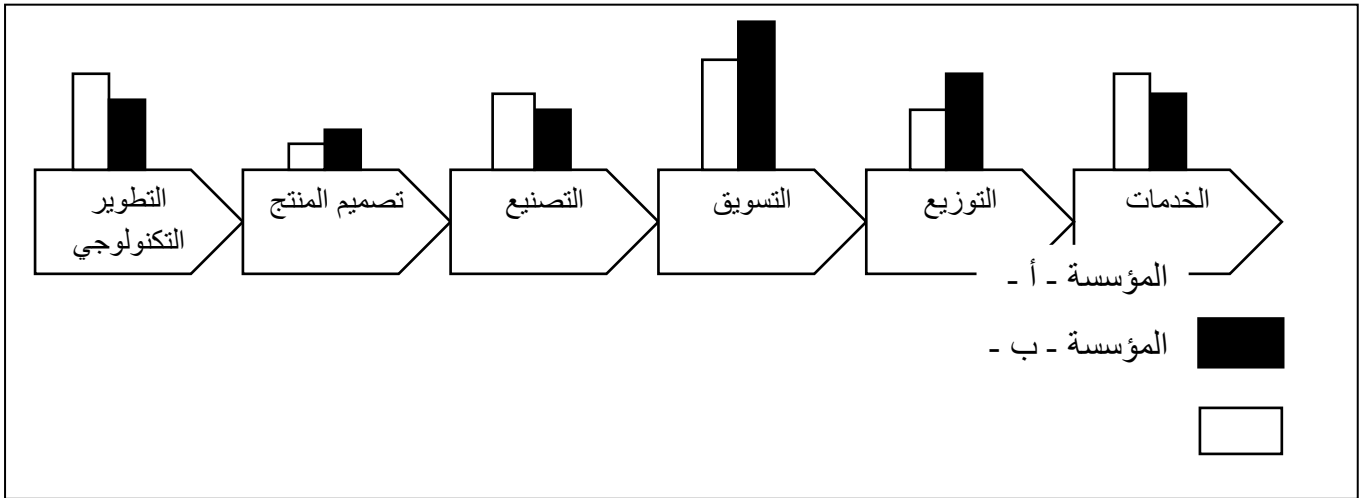 التطوير
التكنولوجي
تصميم المنتج
التصنيع
التسويق
التوزيع
الخدمات
المؤسسة - أ -
المؤسسة - ب -